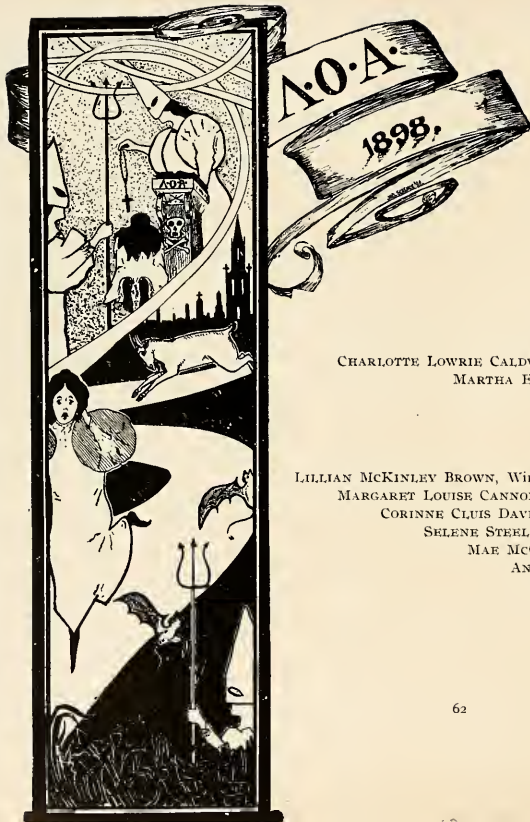 Λ·O·A·
1898.
Λ·O·A
CHARLOTTE LOWRIE CALDW
MARTHA E
LILLIAN MCKINLEY BROWN, Wi
MARGARET LOUISE CANNO
CORINNE CLUIS DAVI
SELENE STEEL
MAE MC
AN
62